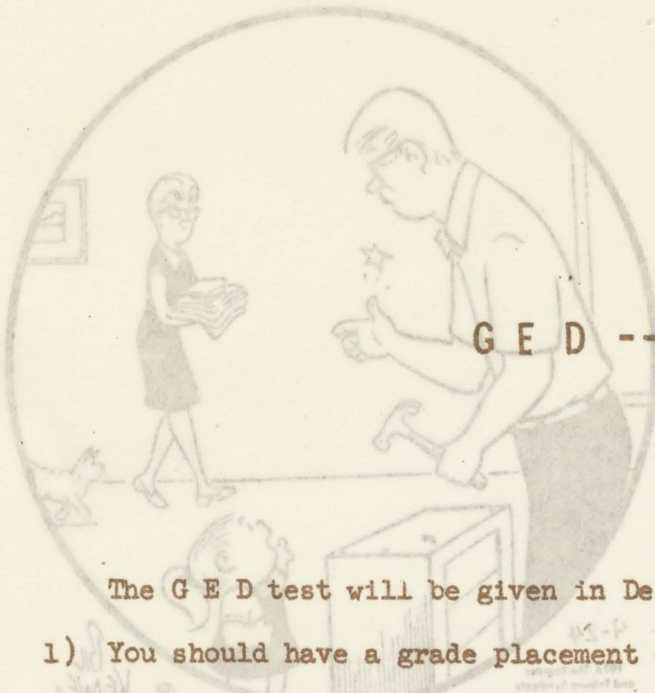 G E D --
The G E D test will be given in De
1) You should have a grade placement